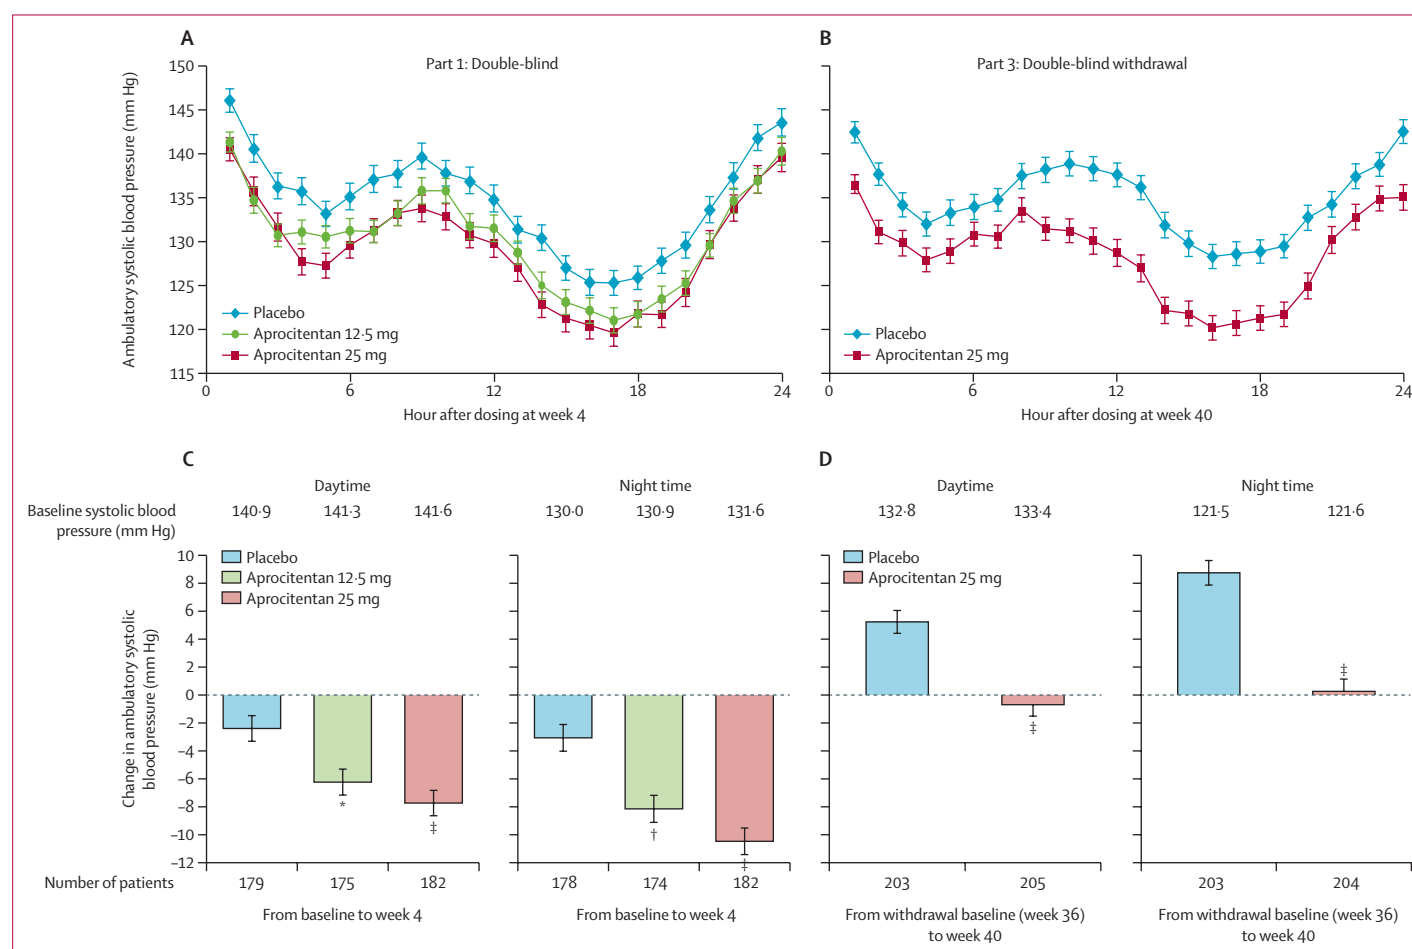 A
B
Part 1: Double-blind
Part 3: Double-blind withdrawal
Ambulatory systolic blood pressure (mm Hg)
150
145
140
135
130
125
120
115
Placebo
Aprocitentan 12·5 mg
Aprocitentan 25 mg
0 6 12 18 24
Hour after dosing at week 4
Placebo
Aprocitentan 25 mg
0 6 12 18 24
Hour after dosing at week 40
C
D
Daytime
Night time
Daytime
Night time
Baseline systolic blood
pressure (mm Hg)
140·9 141·3 141·6 130·0 130·9 131·6 132·8 133·4 121·5 121·6
Change in ambulatory systolic
blood pressure (mm Hg)
10
8
6
4
2
0
–2
–4
–6
–8
–10
–12
Placebo
Aprocitentan 12·5 mg
Aprocitentan 25 mg
*
‡
†
‡
Placebo
Aprocitentan 25 mg
‡
‡
Number of patients
179 175 182 178 174 182 203 205 203 204
From baseline to week 4
From baseline to week 4
From withdrawal baseline (week 36)
to week 40
From withdrawal baseline (week 36)
to week 40